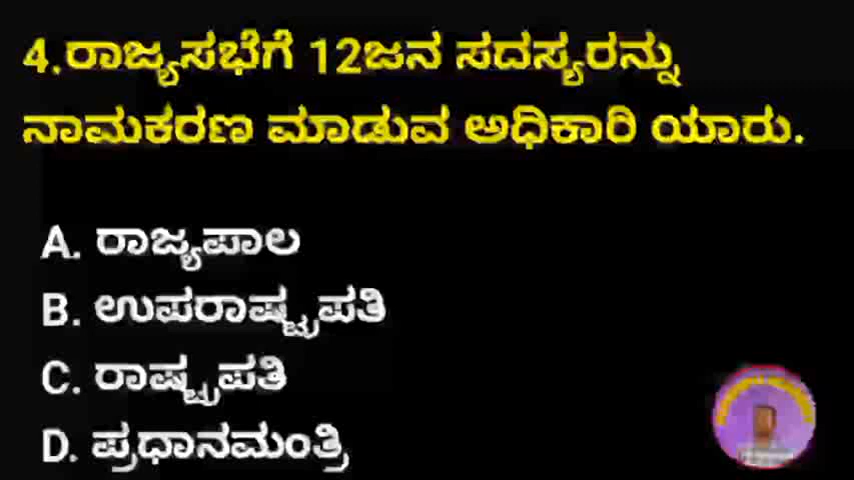 4.ರಾಜ್ಯಸಭೆಗೆ 12ಜನ ಸದಸ್ಯರನ್ನು
ನಾಮಕರಣ ಮಾಡುವ ಅಧಿಕಾರಿ ಯಾರು.
A. ರಾಜ್ಯಪಾಲ
B. ಉಪರಾಷ್ಟ್ರಪತಿ
C. ರಾಷ್ಟ್ರಪತಿ
D. ಪ್ರಧಾನಮಂತ್ರಿ